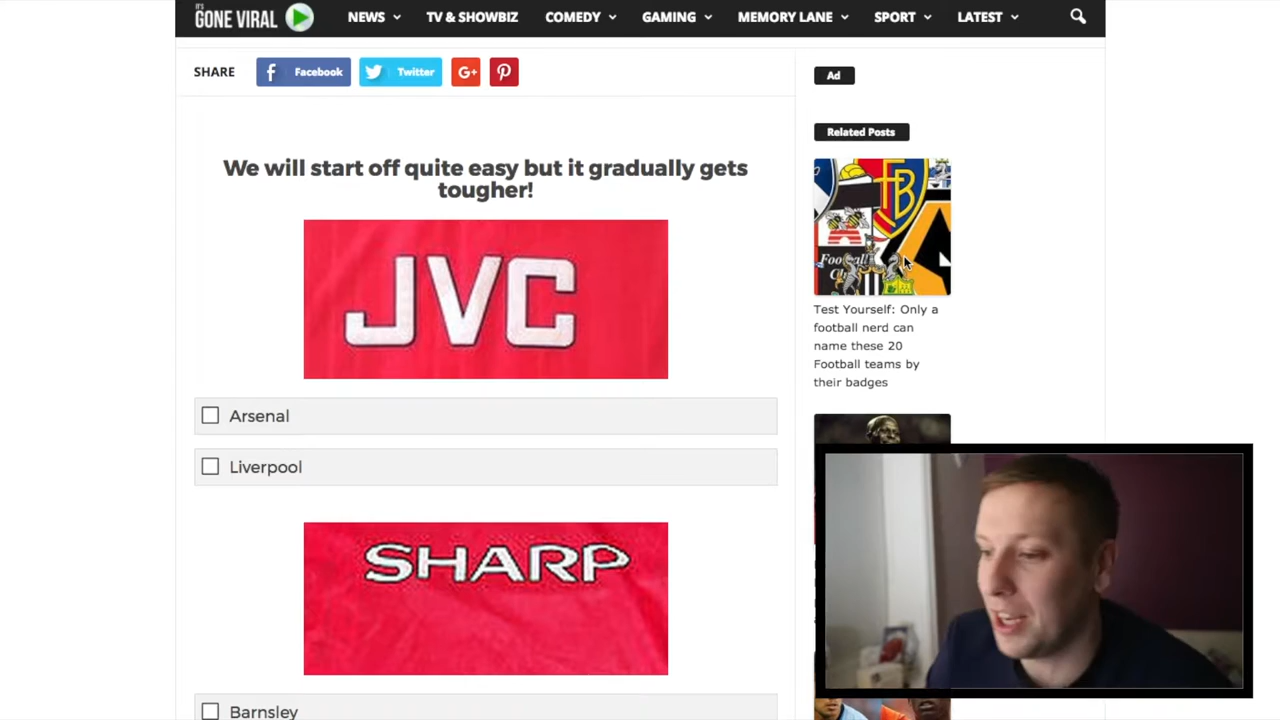 IT'S
GONE VIRAL
NEWS
TV & SHOWBIZ
COMEDY
GAMING
MEMORY LANE
SPORT
LATEST
SHARE
Facebook
Twitter
G+
Ad
Related Posts
We will start off quite easy but it gradually gets
tougher!
JVC
FB
Football
Test Yourself: Only a
football nerd can
name these 20
Football teams by
their badges
Arsenal
Liverpool
SHARP
Barnsley